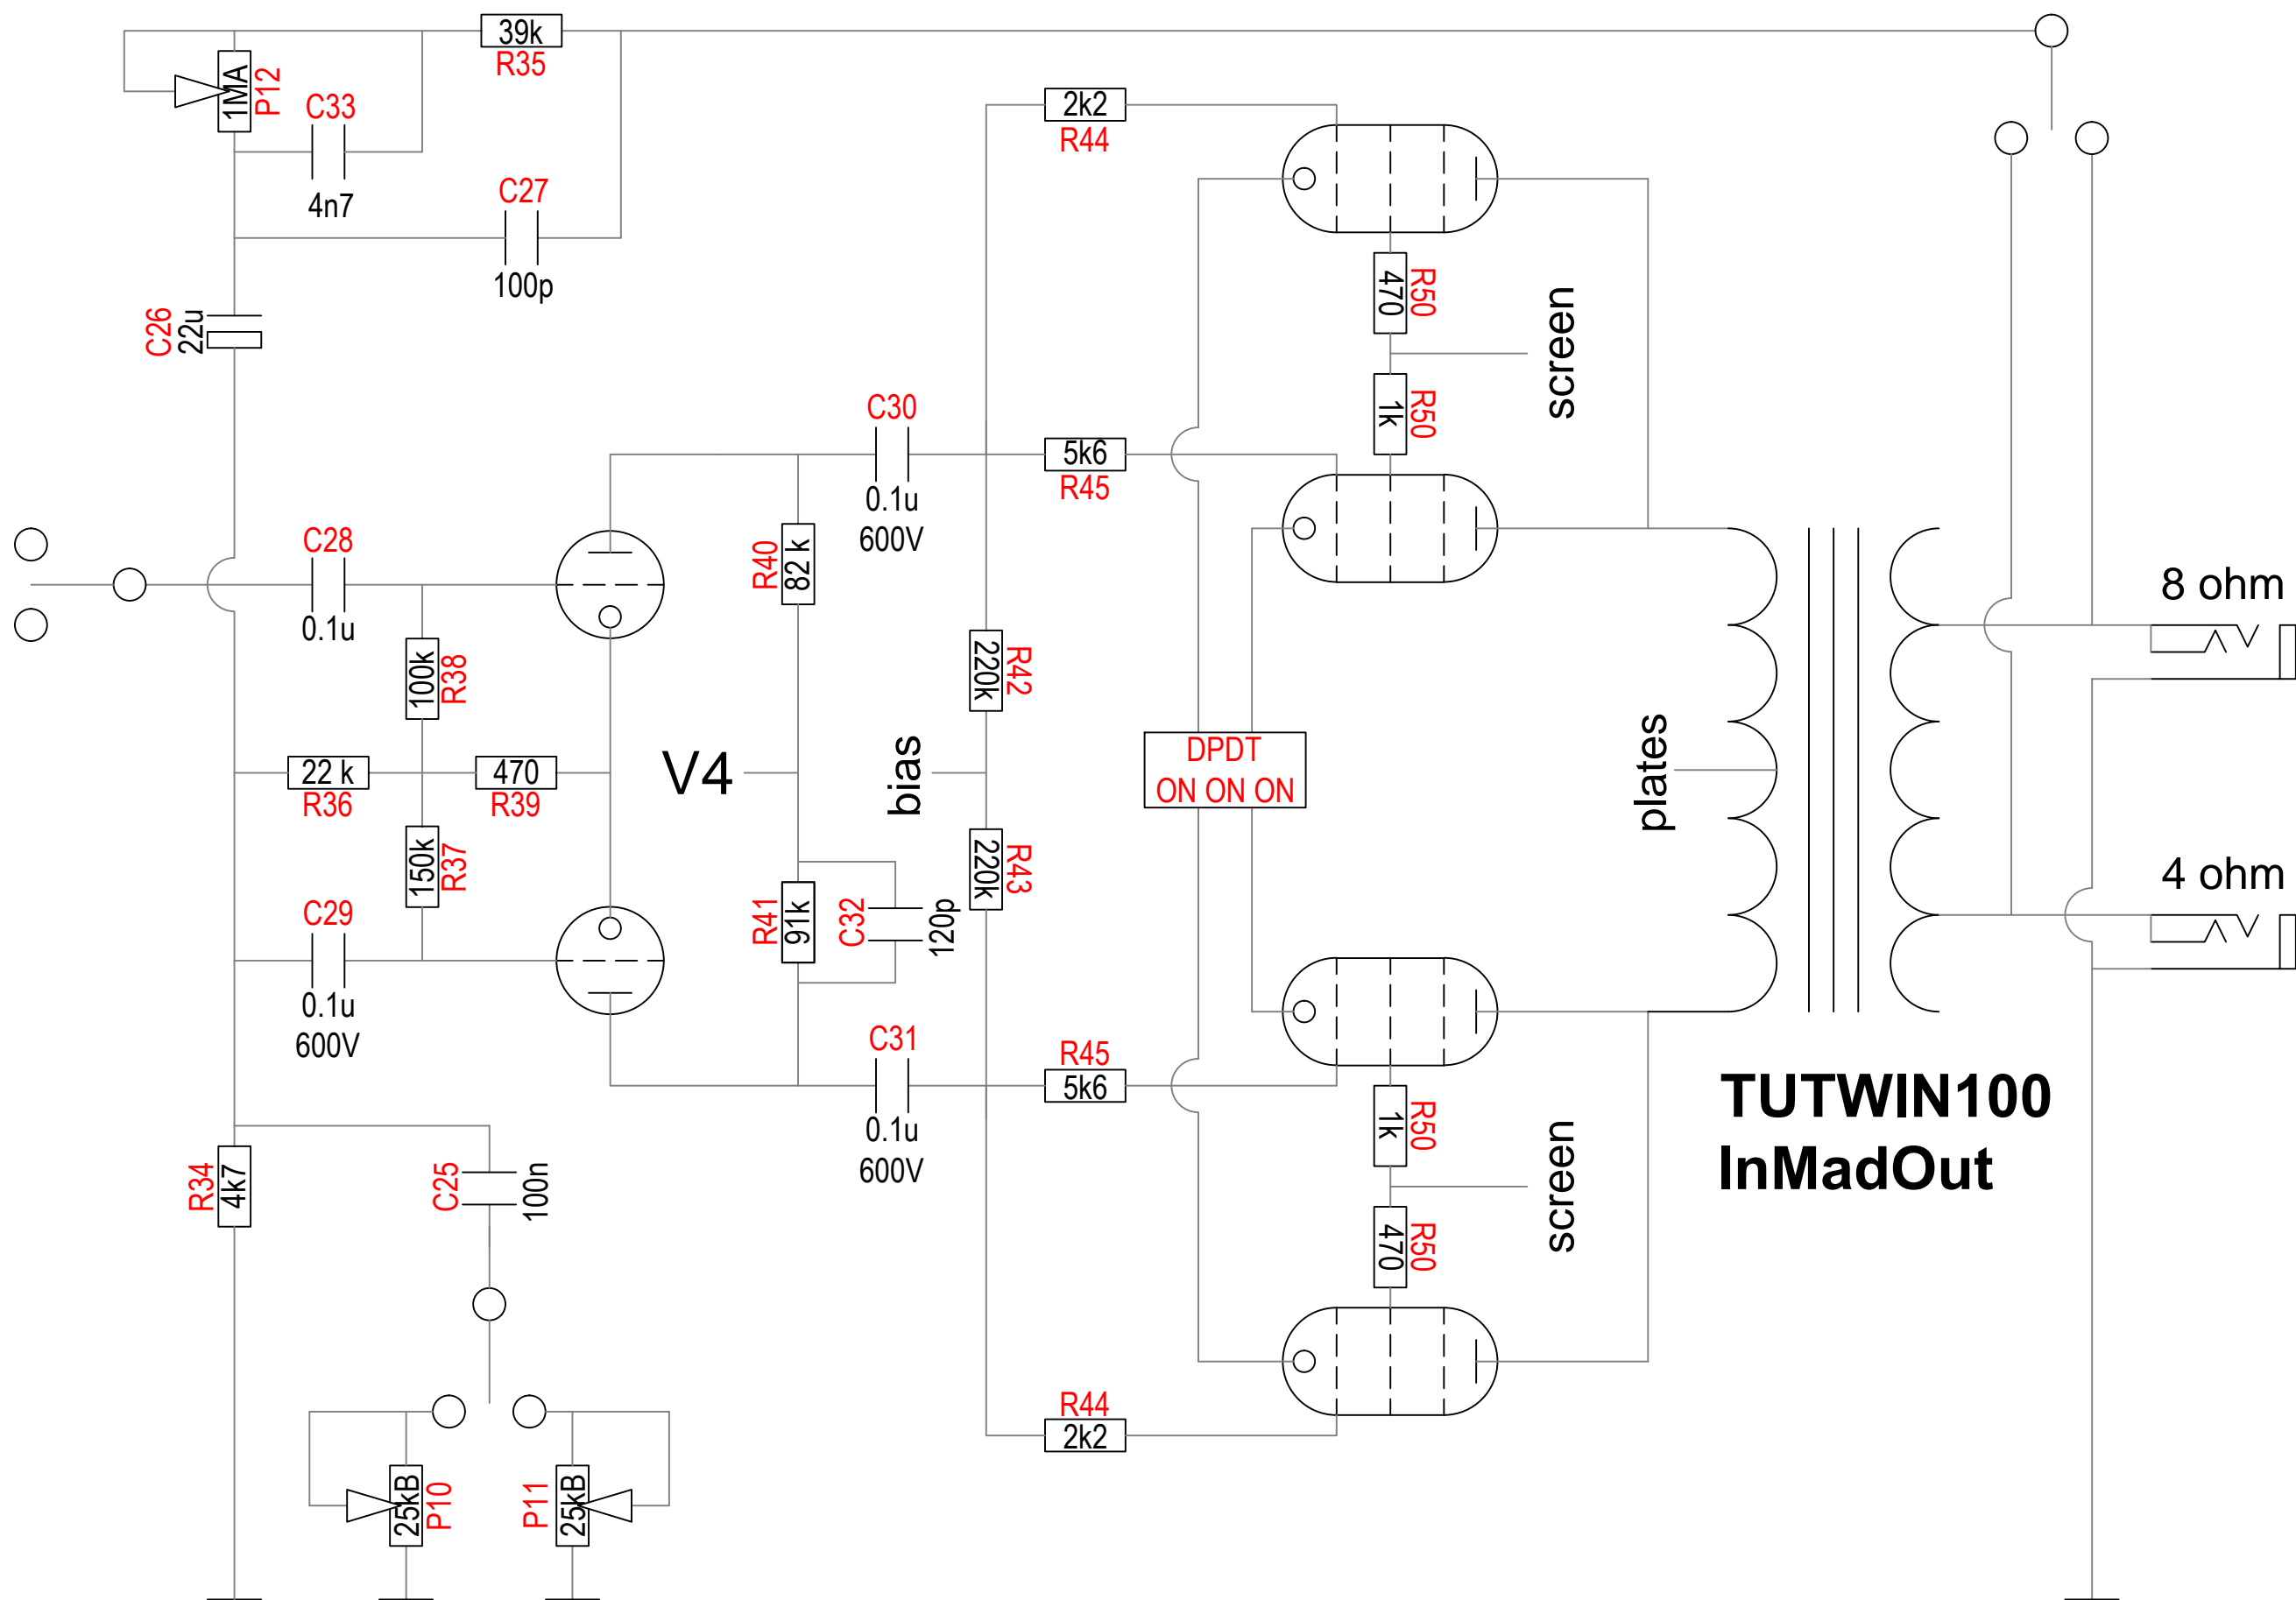 39k
R35
1MA
P12
C33
4n7
C27
100p
C26
22u
2k2
R44
470
R50
screen
1k
R50
C30
0.1u
600V
5k6
R45
C28
0.1u
R40
82 k
100k
R38
220k
R42
8 ohm
22 k
R36
470
R39
V4
bias
DPDT
ON ON ON
plates
150k
R37
R41
91k
C32
120p
220k
R43
4 ohm
C29
0.1u
600V
C31
0.1u
600V
R45
5k6
1k
R50
screen
470
R50
TUTWIN100
InMadOut
R34
4k7
C25
100n
R44
2k2
25kB
P10
P11
25kB